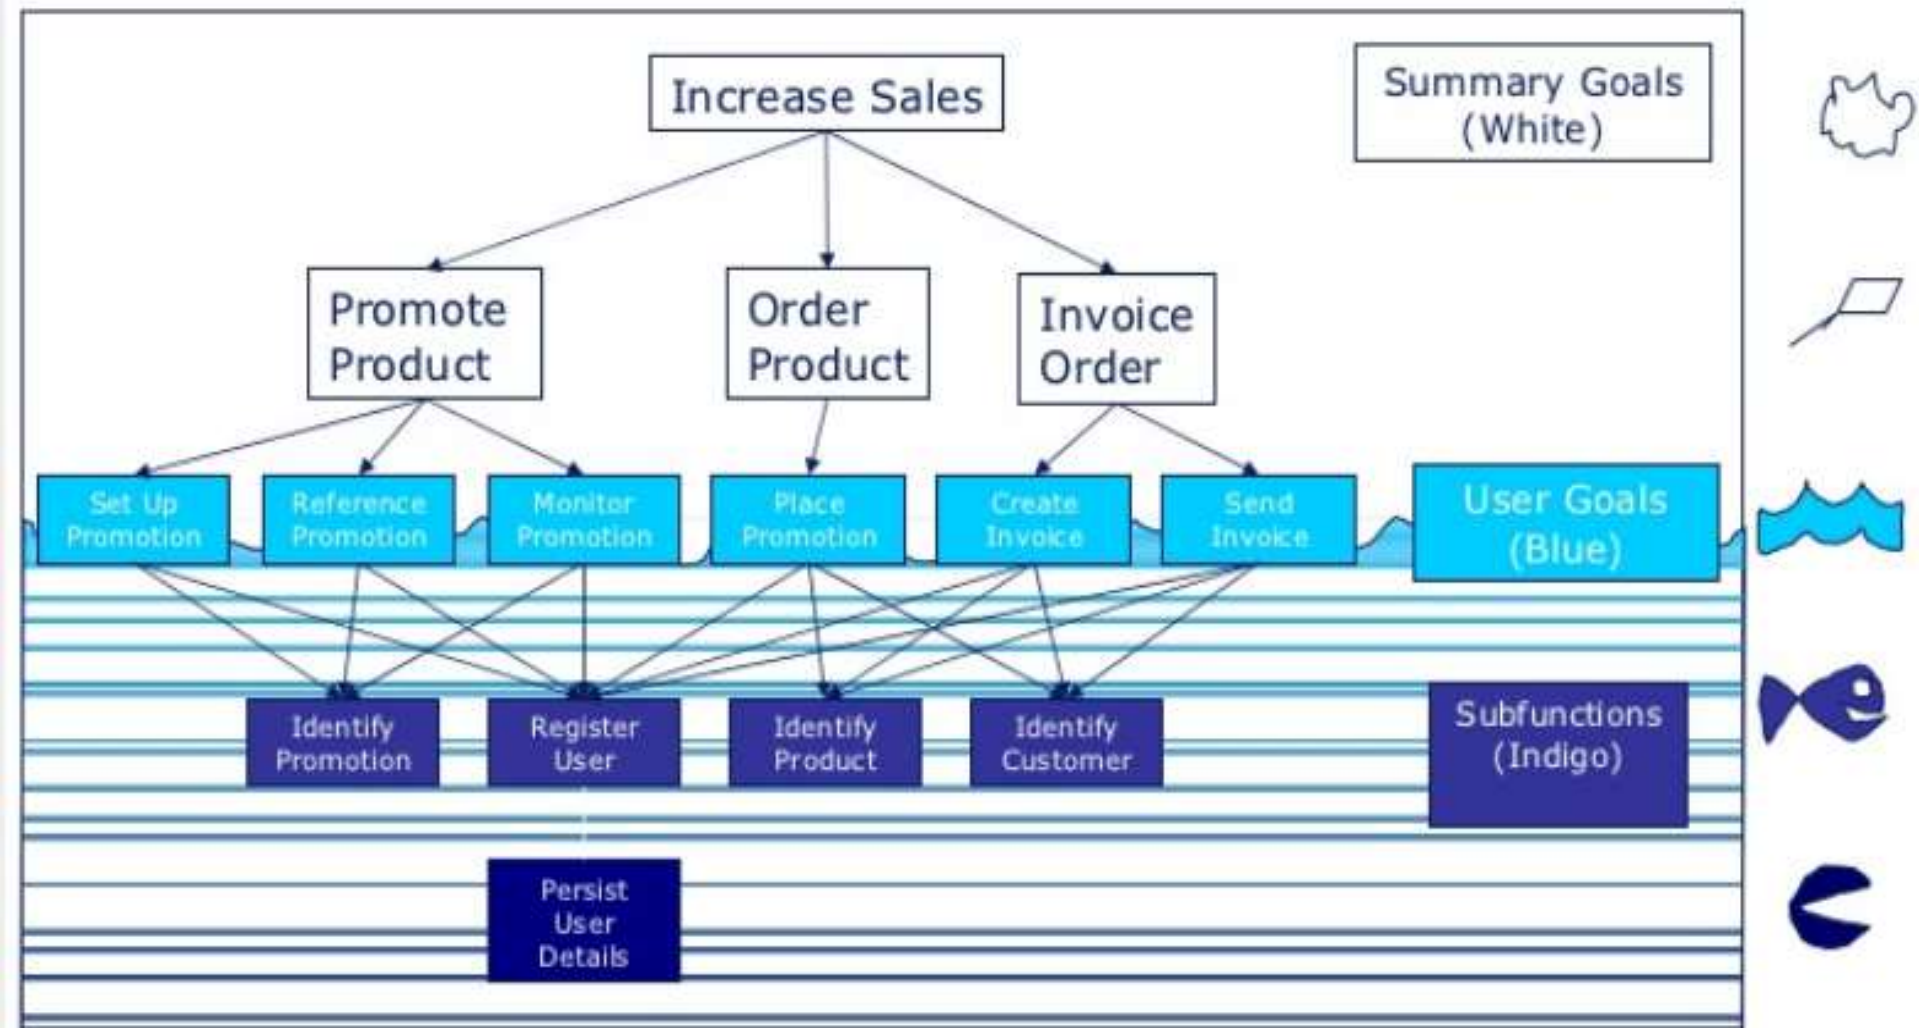 Increase Sales
Summary Goals
(White)
Promote
Product
Order
Product
Invoice
Order
Set Up
Promotion
Reference
Promotion
Monitor
Promotion
Place
Promotion
Create
Invoice
Send
Invoice
User Goals
(Blue)
Identify
Promotion
Register
User
Identify
Product
Identify
Customer
Subfunctions
(Indigo)
Persist
User
Details